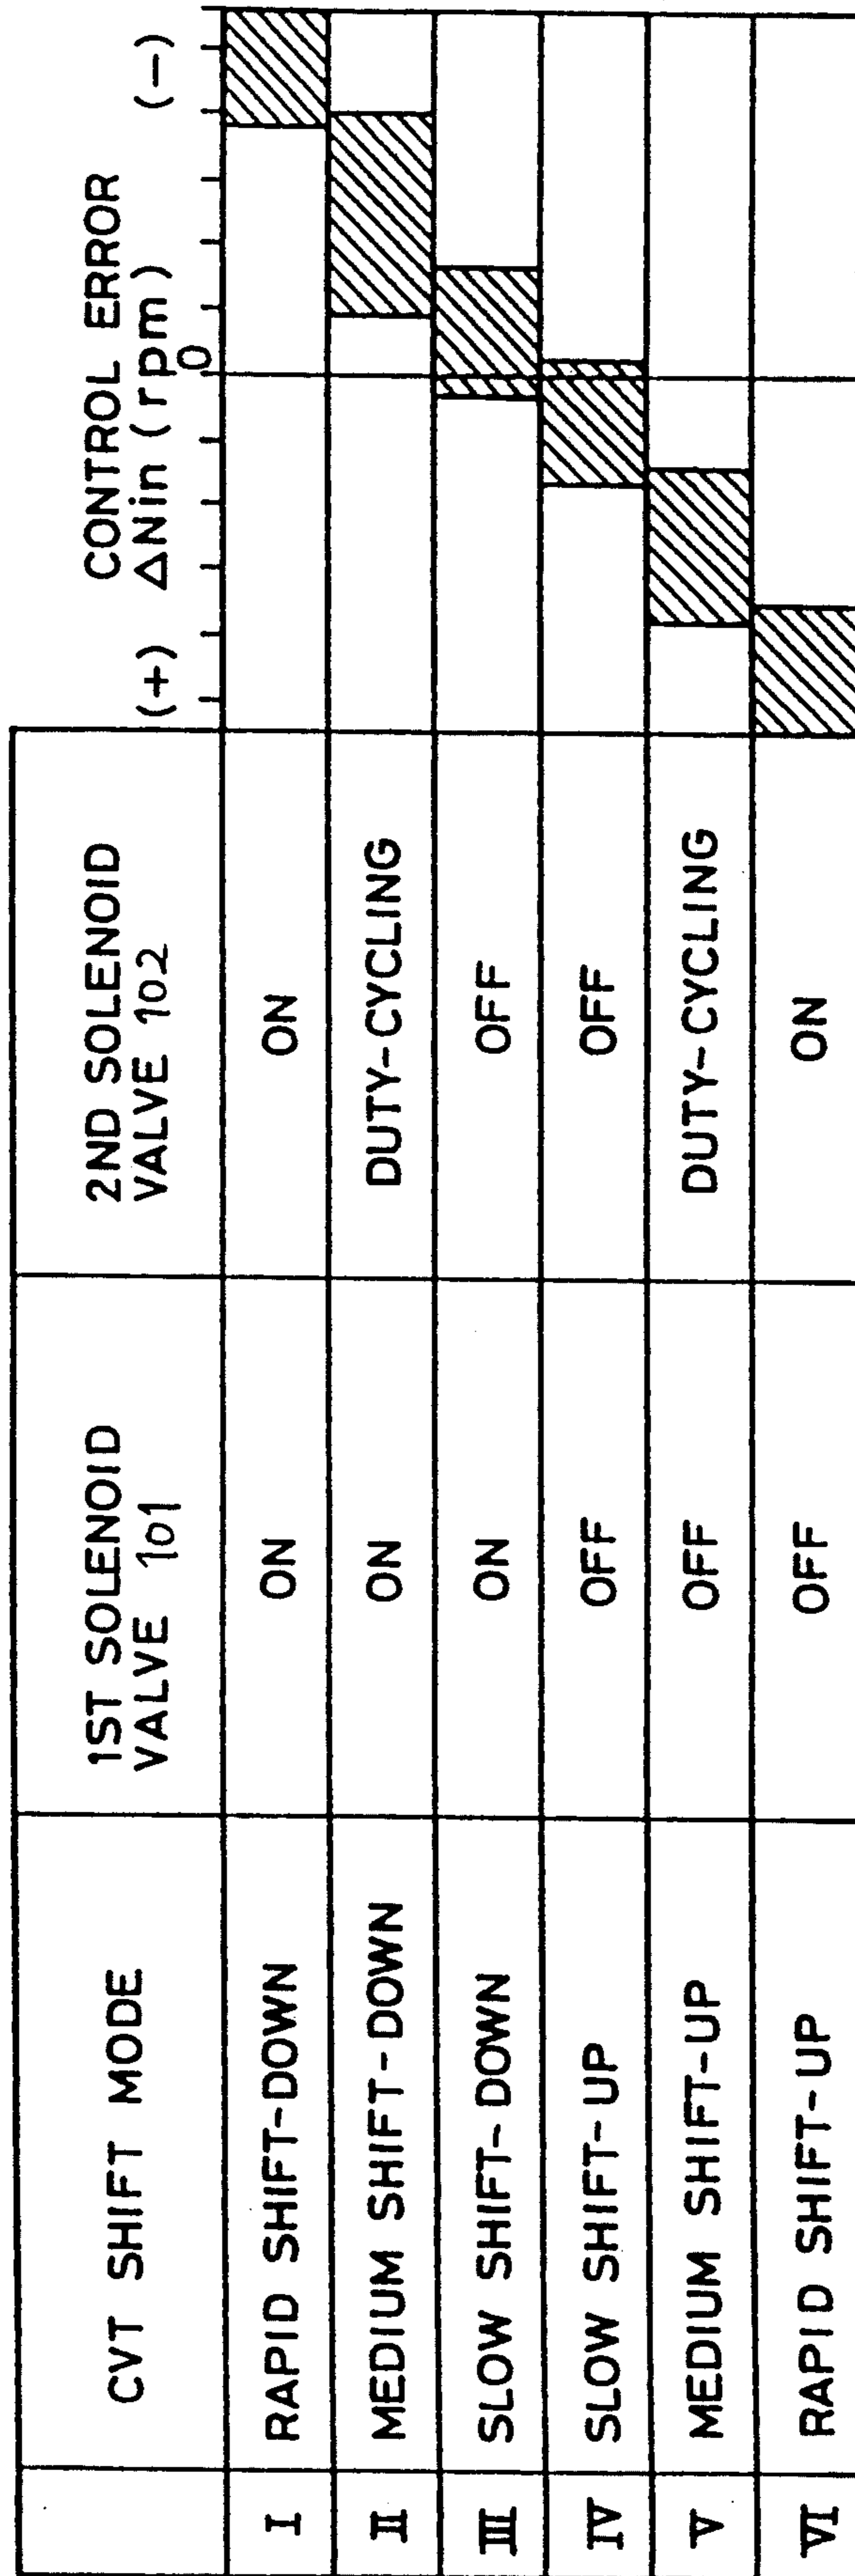 CVT SHIFT MODE
1ST SOLENOID
VALVE 101
2ND SOLENOID
VALVE 102
CONTROL ERROR
(+) ΔNin (rpm) (−)
0
I RAPID SHIFT-DOWN ON ON
II MEDIUM SHIFT-DOWN ON DUTY-CYCLING
III SLOW SHIFT-DOWN ON OFF
IV SLOW SHIFT-UP OFF OFF
V MEDIUM SHIFT-UP OFF DUTY-CYCLING
VI RAPID SHIFT-UP OFF ON